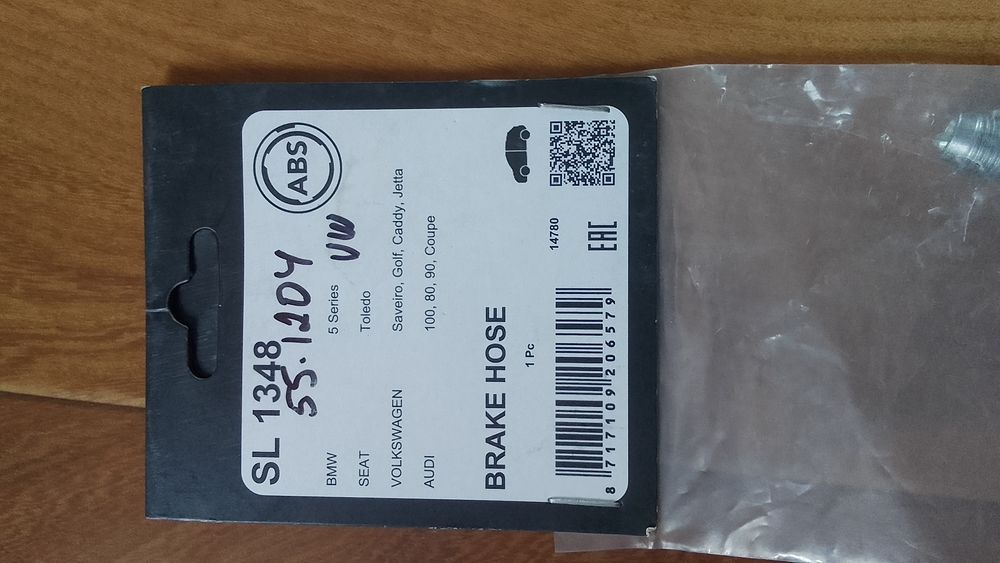 ABS
SL 1348
55.1204
VW
BMW 5 Series
SEAT Toledo
VOLKSWAGEN Saveiro, Golf, Caddy, Jetta
AUDI 100, 80, 90, Coupe
BRAKE HOSE
1 Pc
14780
8 717109 206579
EAC